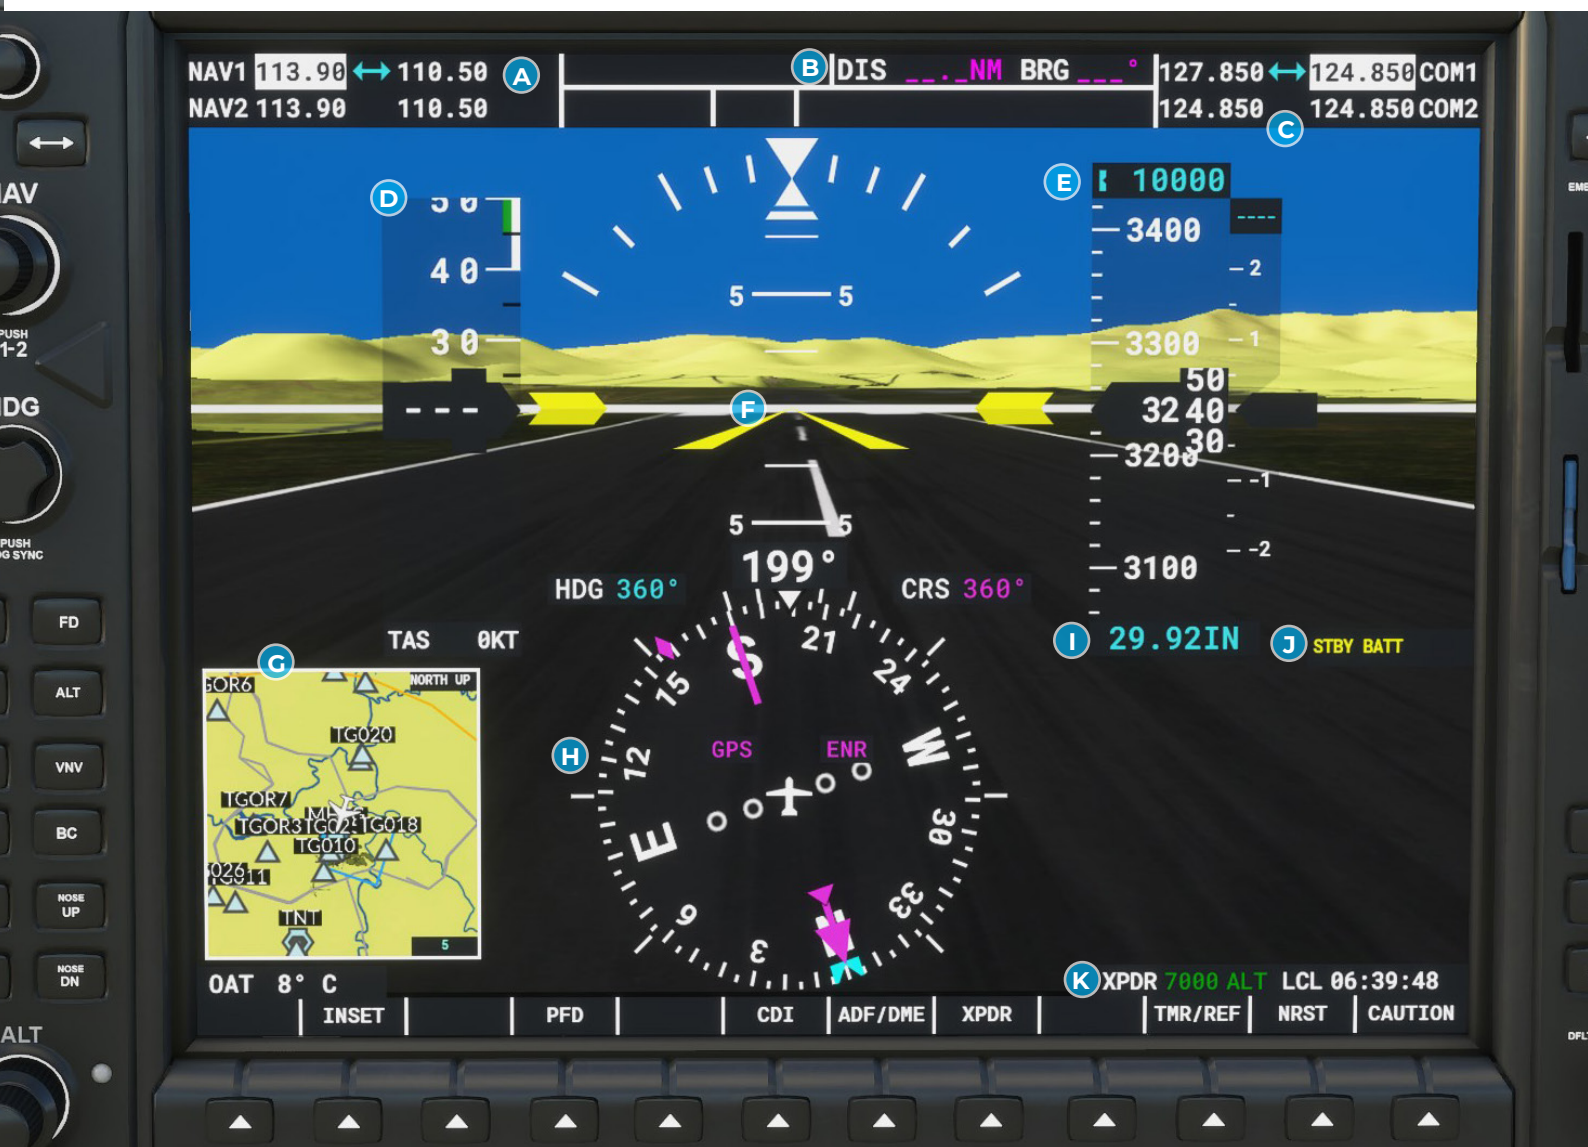 NAV1 113.90 ↔ 110.50 A
NAV2 113.90 110.50
B DIS __._NM BRG ___°
127.850 ↔ 124.850 COM1
124.850 124.850 COM2
C
D
50
40
30
---
E 10000
3400
3300
3200
3100
3240
50
30
----
2
1
-1
-2
5 5
F
5 5
199°
HDG 360°
CRS 360°
TAS 0KT
I 29.92IN
J STBY BATT
G
NORTH UP
GOR6
TG020
TGOR7
TGOR3
TG018
TG010
TNT
5
H
S 21 24 W 30 33 3 6 E 12 15
GPS ENR
OAT 8° C
K XPDR 7000 ALT LCL 06:39:48
INSET PFD CDI ADF/DME XPDR TMR/REF NRST CAUTION
PUSH
1-2
PUSH
SYNC
FD
ALT
VNV
BC
NOSE
UP
NOSE
DN
ALT
EME
DFL